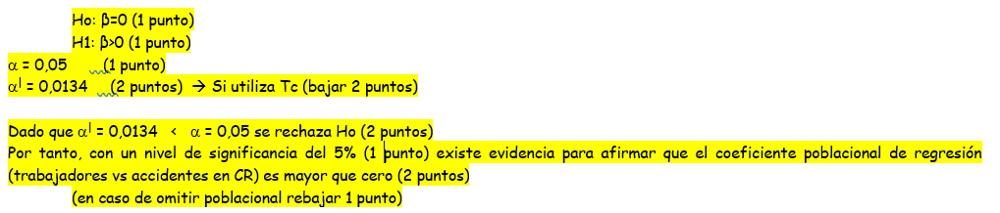 Ho: β=0 (1 punto)
H1: β>0 (1 punto)
α = 0,05 (1 punto)
α| = 0,0134 (2 puntos) → Si utiliza Tc (bajar 2 puntos)
Dado que α| = 0,0134 < α = 0,05 se rechaza Ho (2 puntos)
Por tanto, con un nivel de significancia del 5% (1 punto) existe evidencia para afirmar que el coeficiente poblacional de regresión
(trabajadores vs accidentes en CR) es mayor que cero (2 puntos)
(en caso de omitir poblacional rebajar 1 punto)